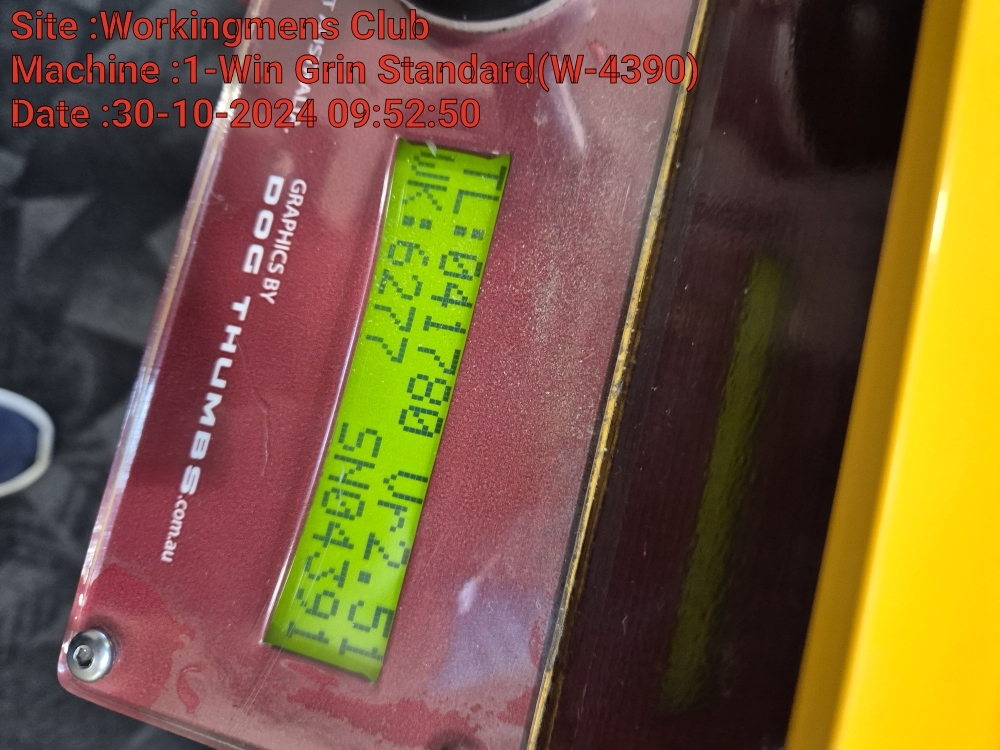 Site :Workingmens Club
Machine :1-Win Grin Standard(W-4390)
Date :30-10-2024 09:52:50
GRAPHICS BY
DOG THUMBS.com.au
TL:041780 Vr2.51
WK:6277 SN04391